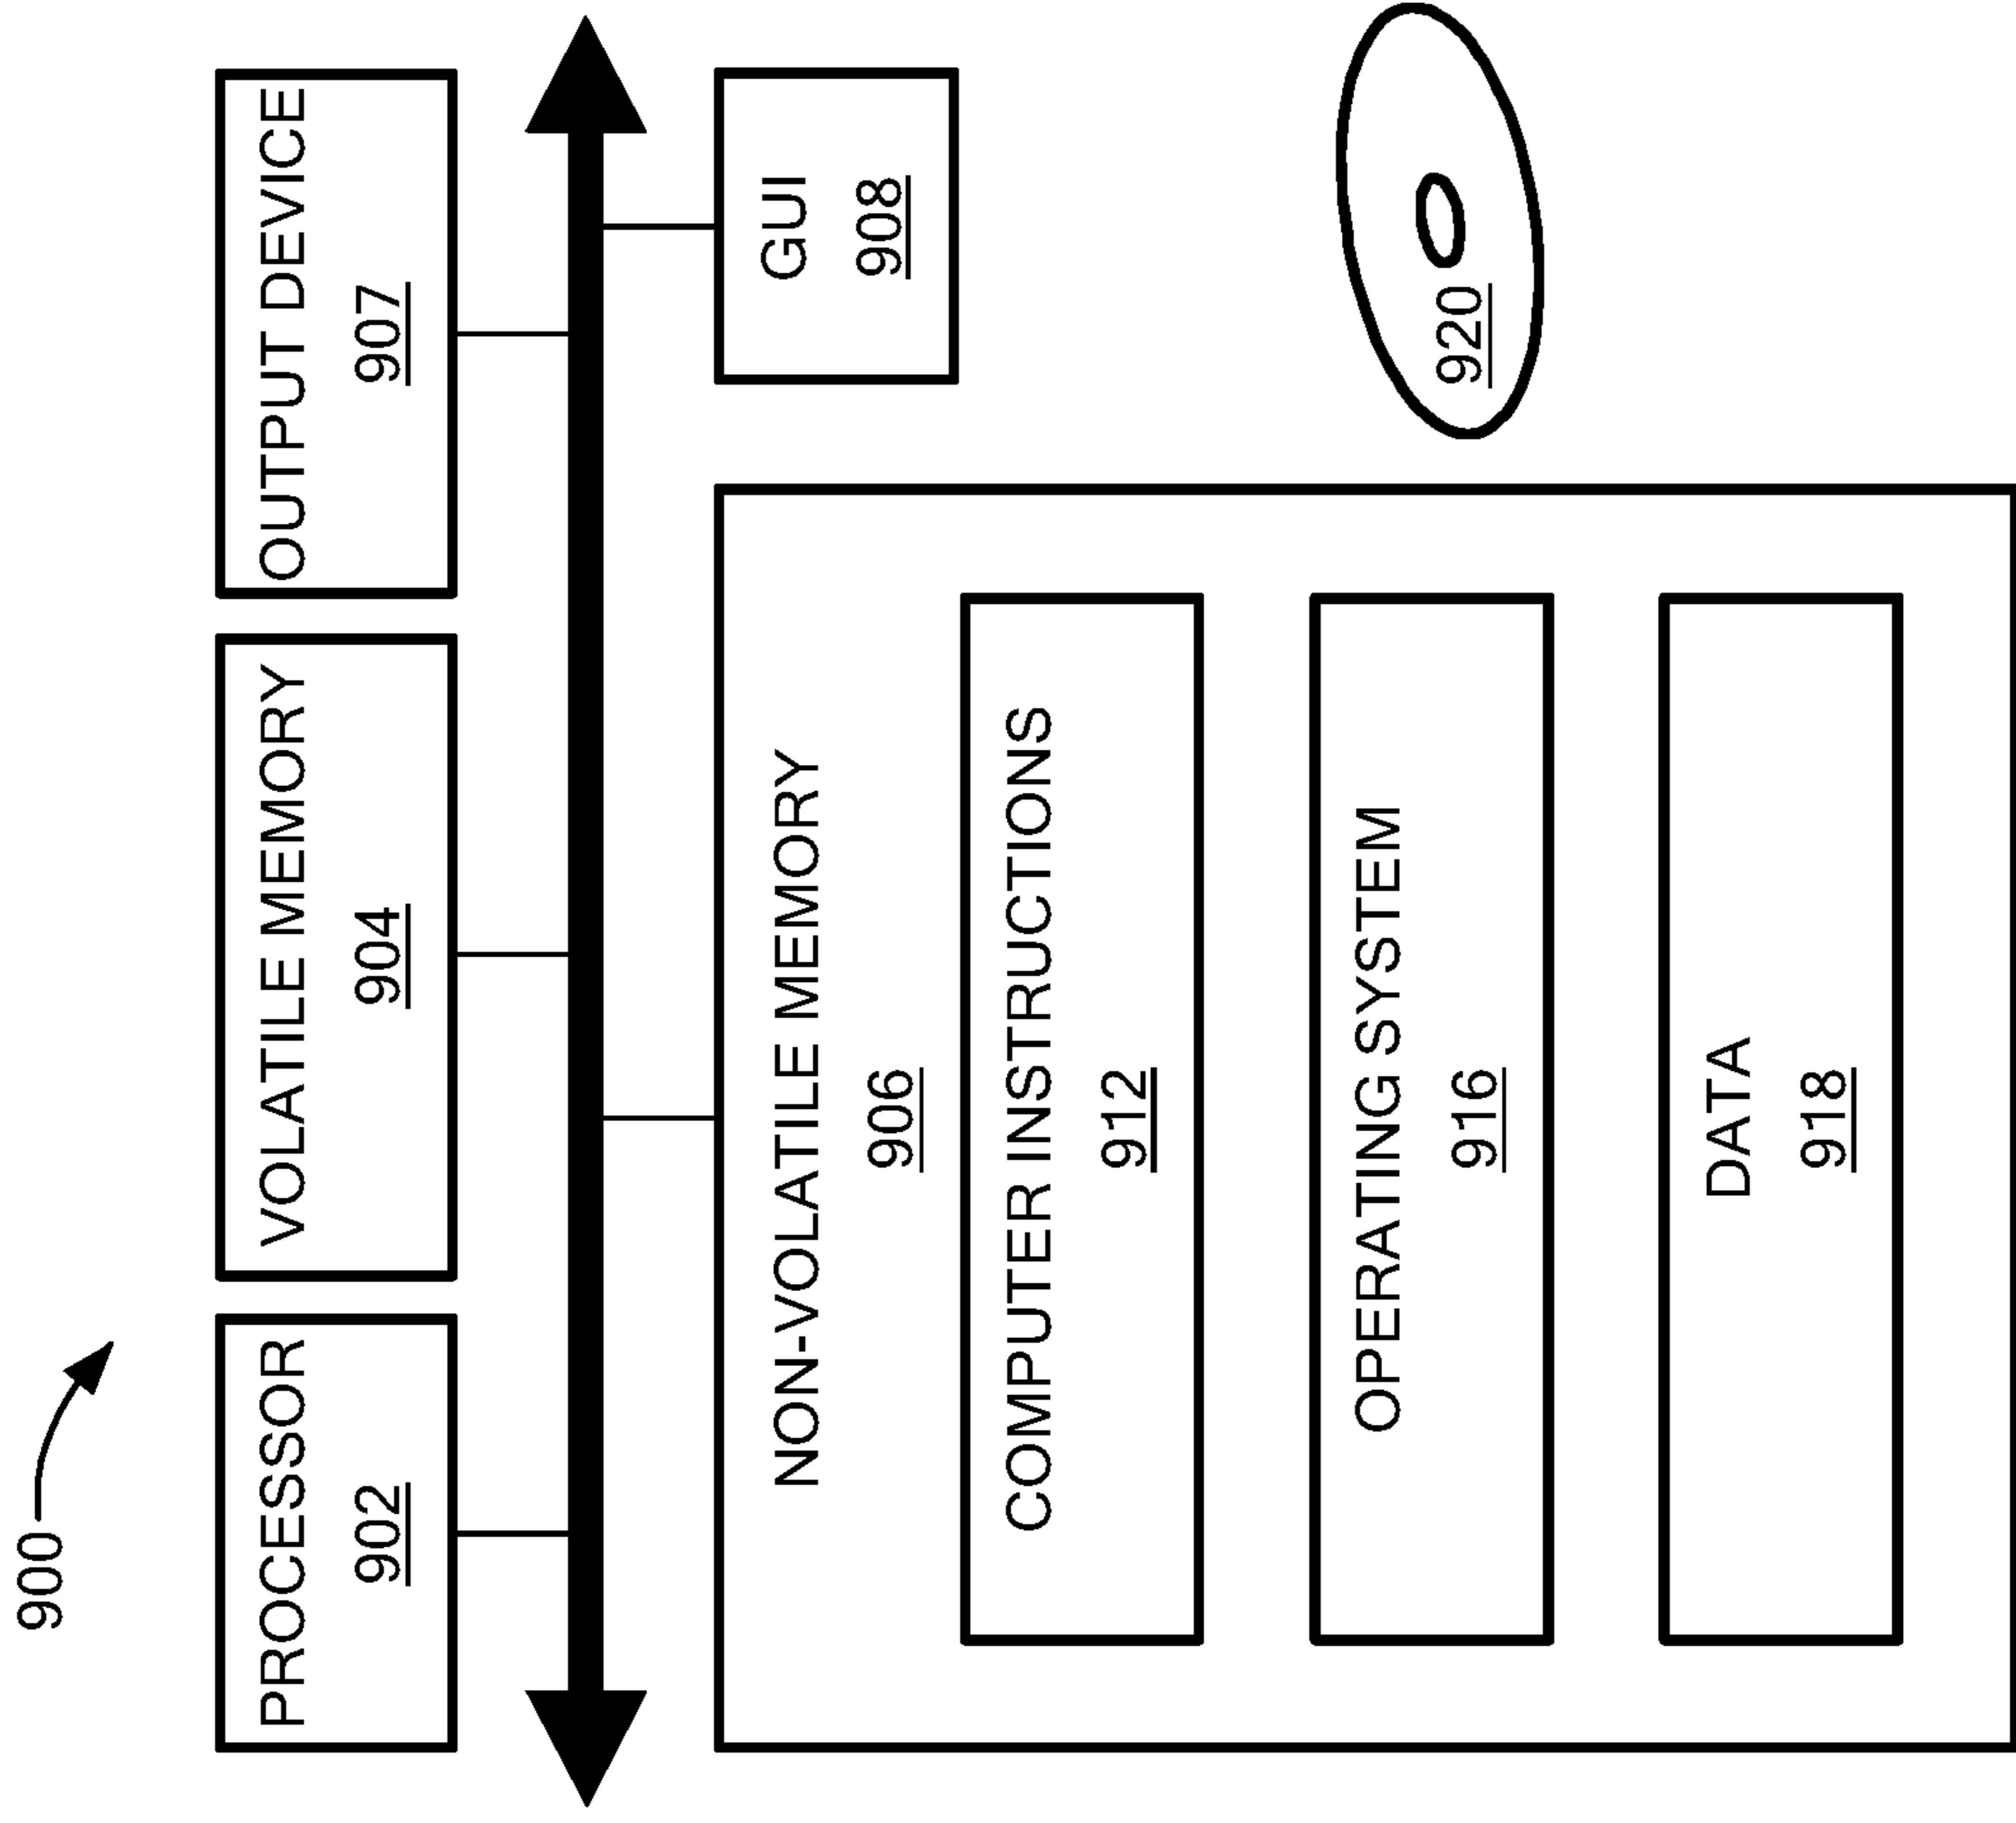 900
PROCESSOR
902
VOLATILE MEMORY
904
OUTPUT DEVICE
907
NON-VOLATILE MEMORY
906
COMPUTER INSTRUCTIONS
912
OPERATING SYSTEM
916
DATA
918
GUI
908
920